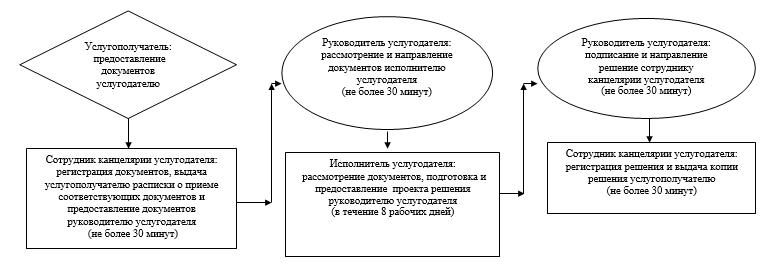 Услугополучатель:
предоставление
документов
услугодателю
Сотрудник канцелярии услугодателя:
регистрация документов, выдача
услугополучателю расписки о приеме
соответствующих документов и
предоставление документов
руководителю услугодателя
(не более 30 минут)
Руководитель услугодателя:
рассмотрение и направление
документов исполнителю
услугодателя
(не более 30 минут)
Исполнитель услугодателя:
рассмотрение документов, подготовка и
предоставление проекта решения
руководителю услугодателя
(в течение 8 рабочих дней)
Руководитель услугодателя:
подписание и направление
решение сотруднику
канцелярии услугодателя
(не более 30 минут)
Сотрудник канцелярии услугодателя:
регистрация решения и выдача копии
решения услугополучателю
(не более 30 минут)